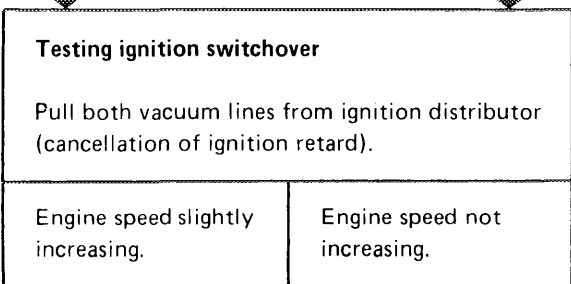 Testing ignition switchover
Pull both vacuum lines from ignition distributor
(cancellation of ignition retard).
Engine speed slightly
increasing.
Engine speed not
increasing.